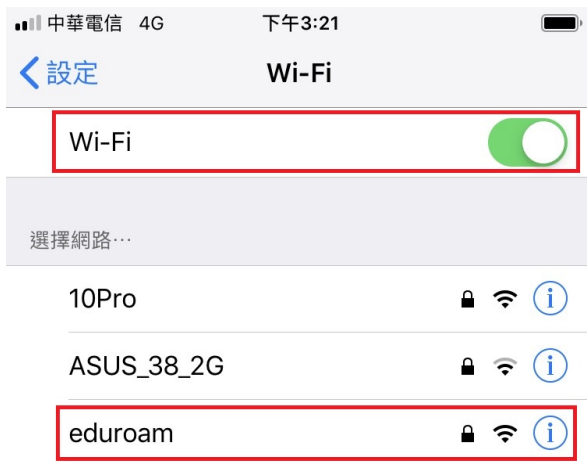 中華電信 4G 下午3:21
設定 Wi-Fi
Wi-Fi
選擇網路…
10Pro
ASUS_38_2G
eduroam